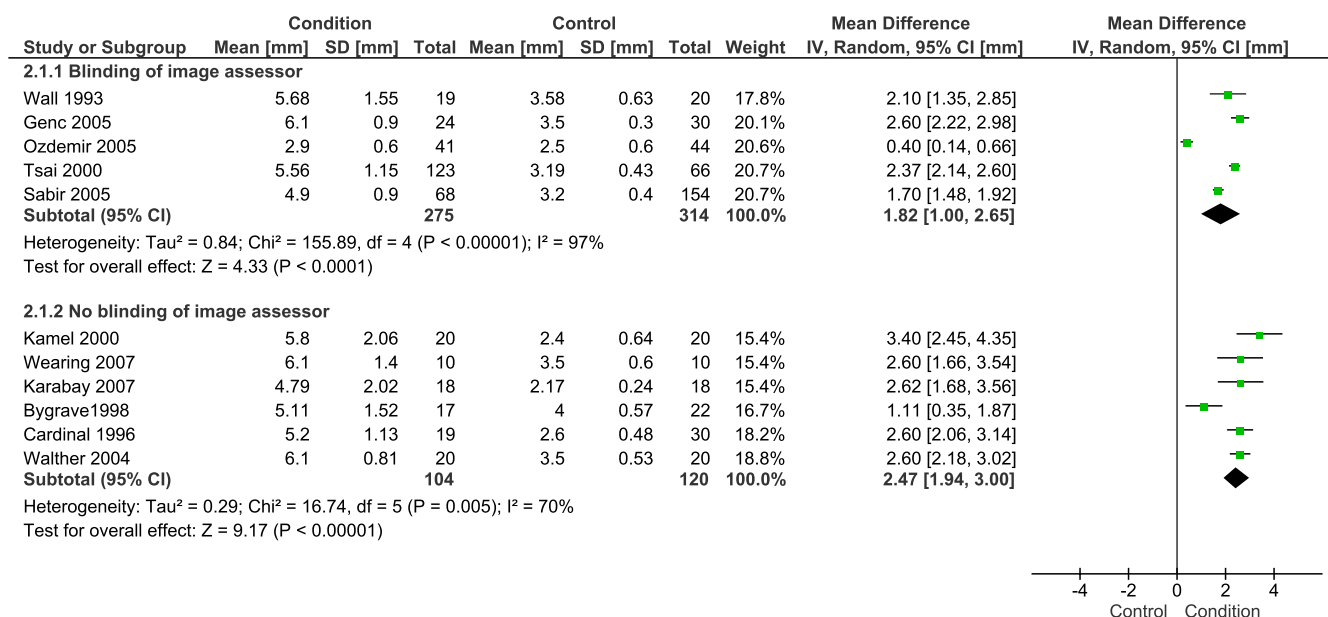 Condition Control Mean Difference Mean Difference
Study or Subgroup Mean [mm] SD [mm] Total Mean [mm] SD [mm] Total Weight IV, Random, 95% CI [mm] IV, Random, 95% CI [mm]
2.1.1 Blinding of image assessor
Wall 1993 5.68 1.55 19 3.58 0.63 20 17.8% 2.10 [1.35, 2.85]
Genc 2005 6.1 0.9 24 3.5 0.3 30 20.1% 2.60 [2.22, 2.98]
Ozdemir 2005 2.9 0.6 41 2.5 0.6 44 20.6% 0.40 [0.14, 0.66]
Tsai 2000 5.56 1.15 123 3.19 0.43 66 20.7% 2.37 [2.14, 2.60]
Sabir 2005 4.9 0.9 68 3.2 0.4 154 20.7% 1.70 [1.48, 1.92]
Subtotal (95% CI) 275 314 100.0% 1.82 [1.00, 2.65]
Heterogeneity: Tau² = 0.84; Chi² = 155.89, df = 4 (P < 0.00001); I² = 97%
Test for overall effect: Z = 4.33 (P < 0.0001)
2.1.2 No blinding of image assessor
Kamel 2000 5.8 2.06 20 2.4 0.64 20 15.4% 3.40 [2.45, 4.35]
Wearing 2007 6.1 1.4 10 3.5 0.6 10 15.4% 2.60 [1.66, 3.54]
Karabay 2007 4.79 2.02 18 2.17 0.24 18 15.4% 2.62 [1.68, 3.56]
Bygrave1998 5.11 1.52 17 4 0.57 22 16.7% 1.11 [0.35, 1.87]
Cardinal 1996 5.2 1.13 19 2.6 0.48 30 18.2% 2.60 [2.06, 3.14]
Walther 2004 6.1 0.81 20 3.5 0.53 20 18.8% 2.60 [2.18, 3.02]
Subtotal (95% CI) 104 120 100.0% 2.47 [1.94, 3.00]
Heterogeneity: Tau² = 0.29; Chi² = 16.74, df = 5 (P = 0.005); I² = 70%
Test for overall effect: Z = 9.17 (P < 0.00001)
-4 -2 0 2 4
Control Condition